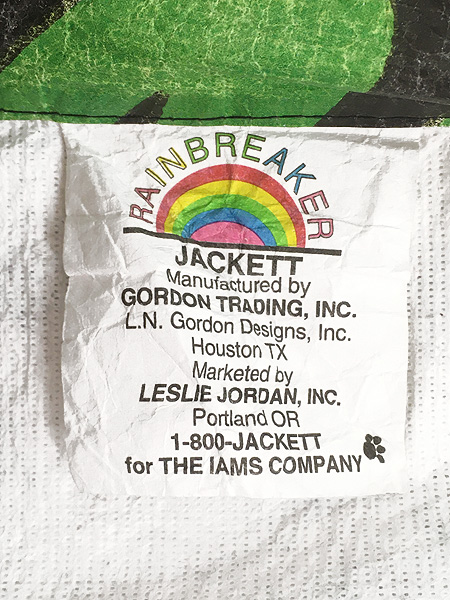 RAINBREAKER
JACKETT
Manufactured by
GORDON TRADING, INC.
L.N. Gordon Designs, Inc.
Houston TX
Marketed by
LESLIE JORDAN, INC.
Portland OR
1-800-JACKETT
for THE IAMS COMPANY